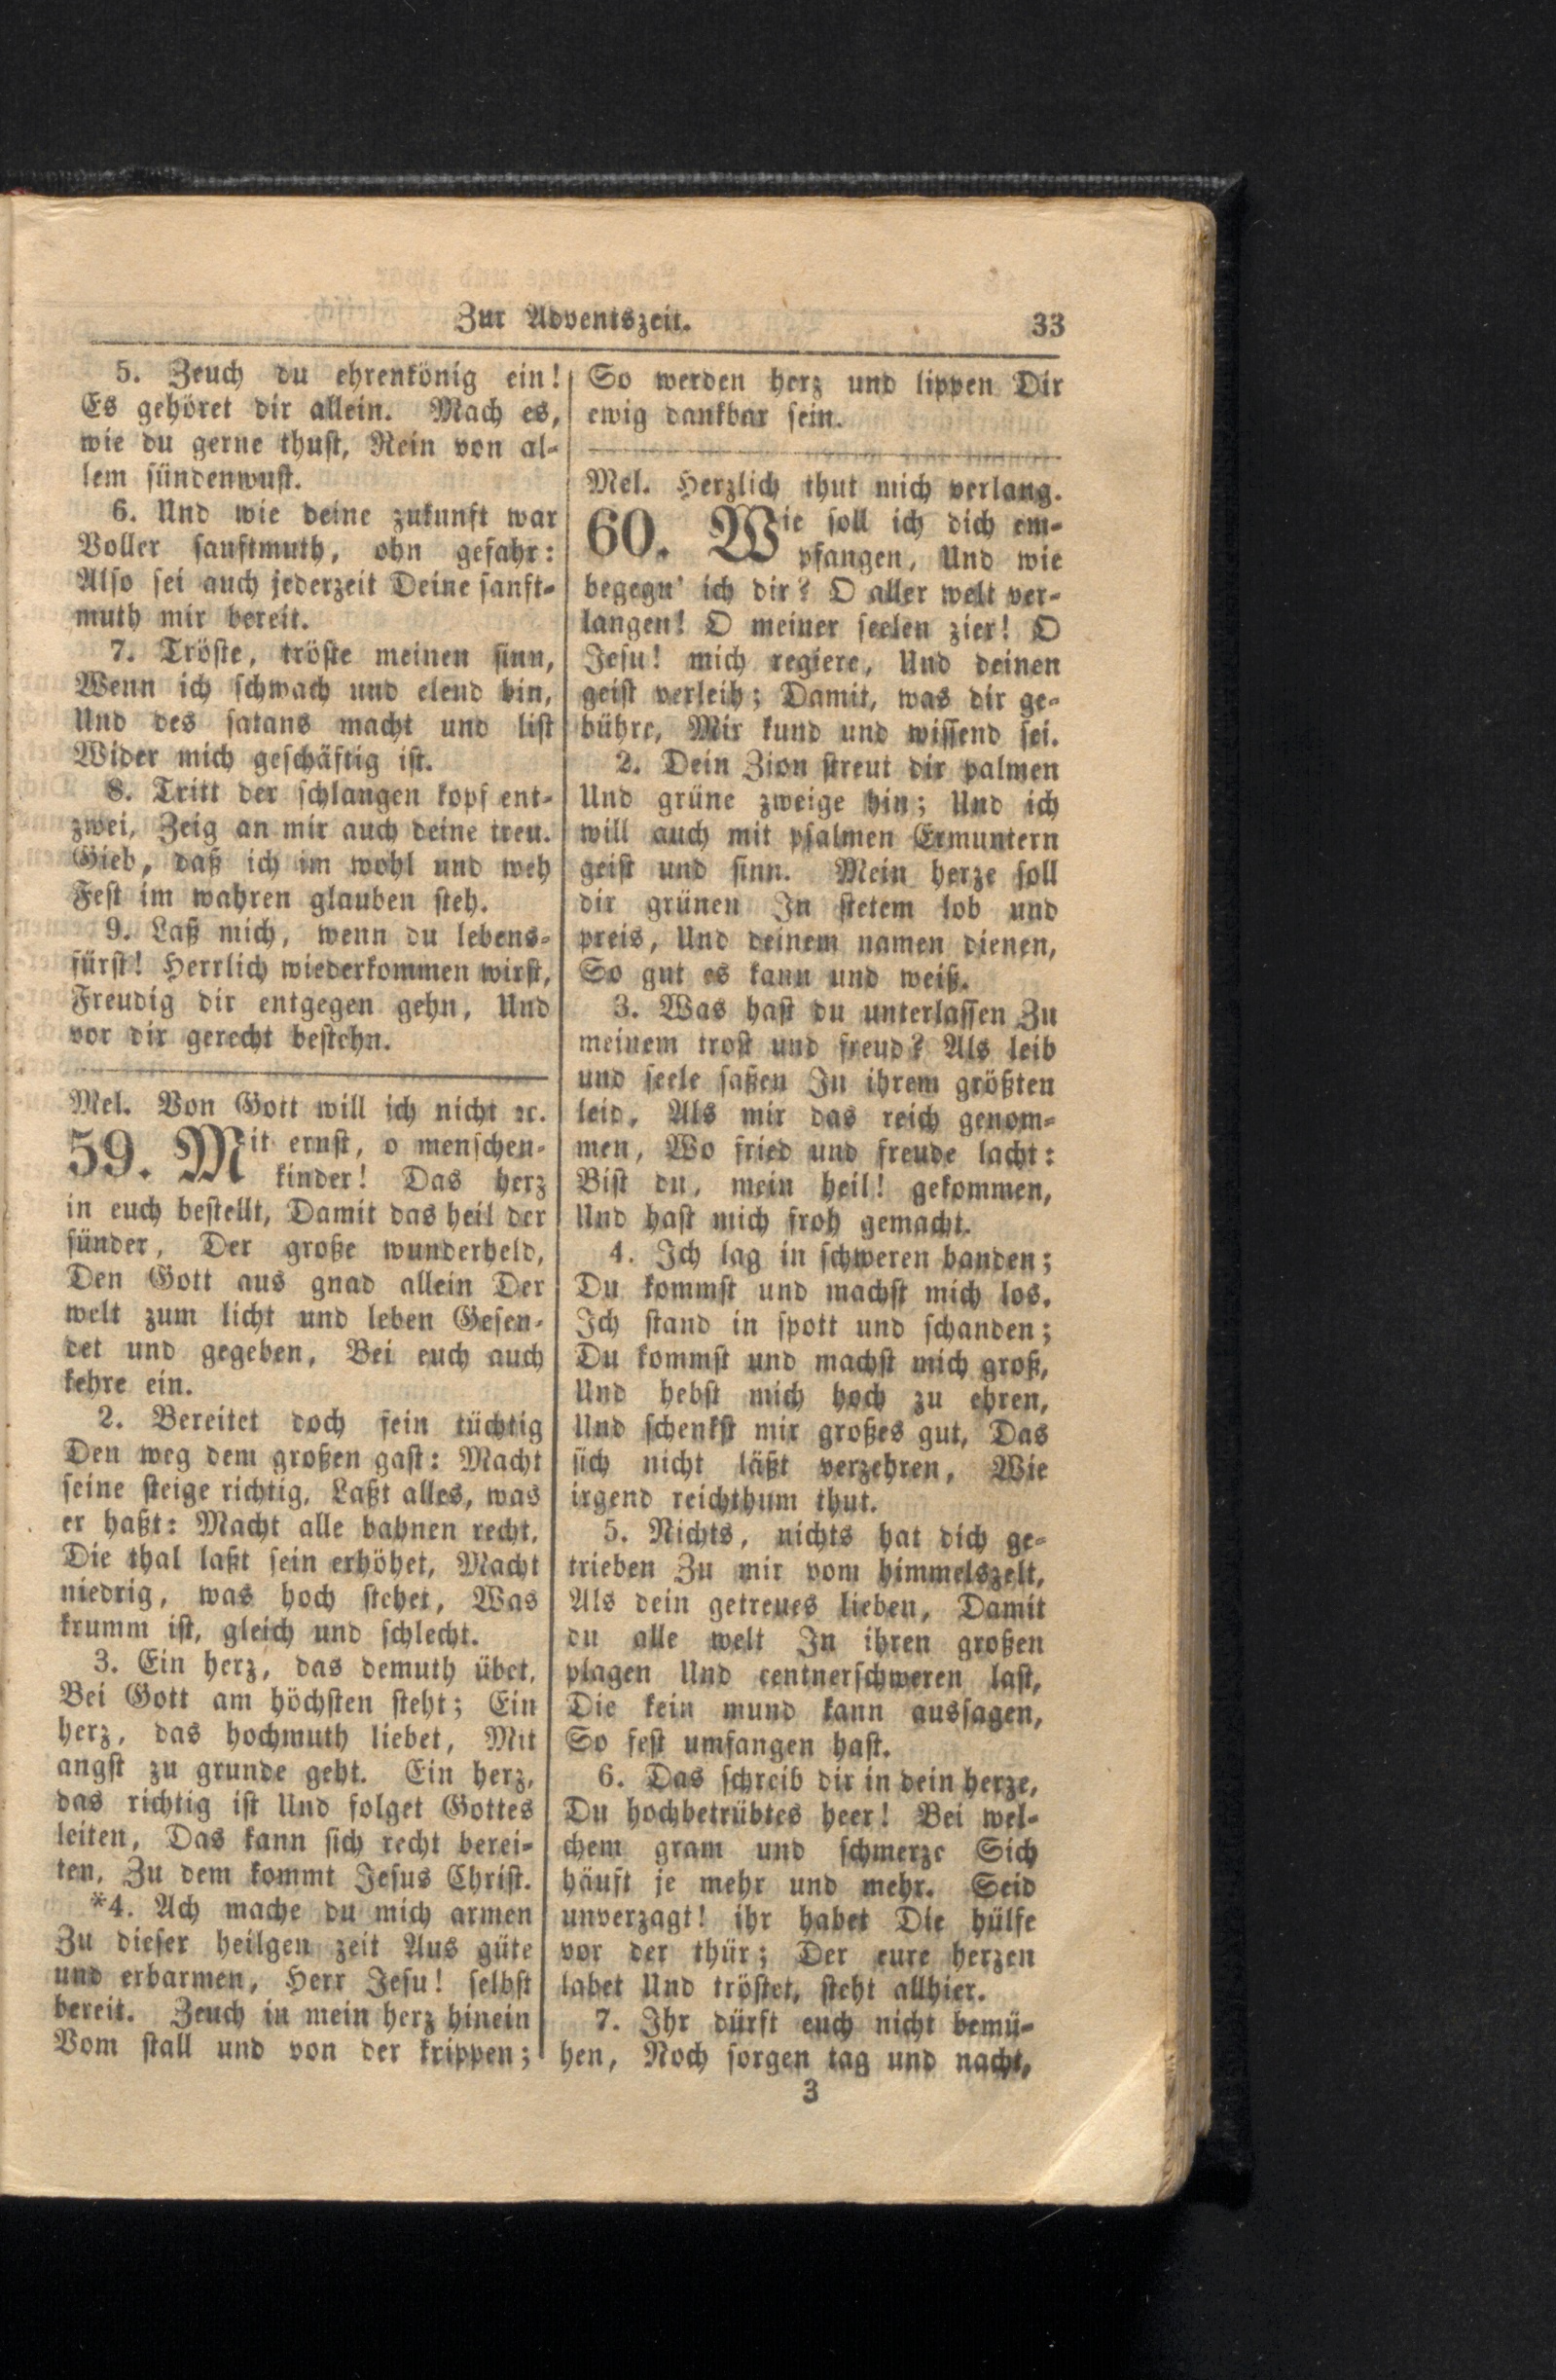 Zur Adventszeit. 33
5. Zeuch du ehrenkönig ein!
Es gehöret dir allein. Mach es,
wie du gerne thust, Rein von al-
lem sündenwust.
6. Und wie deine zukunft war
Voller sanftmuth, ohn gefahr:
Also sei auch jederzeit Deine sanft-
muth mir bereit.
7. Tröste, tröste meinen sinn,
Wenn ich schwach und elend bin,
Und des satans macht und list
Wider mich geschäftig ist.
8. Tritt der schlangen kopf ent-
zwei, Zeig an mir auch deine treu.
Gieb, daß ich im wohl und weh
Fest im wahren glauben steh.
9. Laß mich, wenn du lebens-
fürst! Herrlich wiederkommen wirst,
Freudig dir entgegen gehn, Und
vor dir gerecht bestehn.
Mel. Von Gott will ich nicht ꝛc.
59. Mit ernst, o menschen-
kinder! Das herz
in euch bestellt, Damit das heil der
sünder, Der große wunderheld,
Den Gott aus gnad allein Der
welt zum licht und leben Gesen-
det und gegeben, Bei euch auch
kehre ein.
2. Bereitet doch fein tüchtig
Den weg dem großen gast: Macht
seine steige richtig, Laßt alles, was
er haßt: Macht alle bahnen recht,
Die thal laßt sein erhöhet, Macht
niedrig, was hoch stehet, Was
krumm ist, gleich und schlecht.
3. Ein herz, das demuth übet,
Bei Gott am höchsten steht; Ein
herz, das hochmuth liebet, Mit
angst zu grunde geht. Ein herz,
das richtig ist Und folget Gottes
leiten, Das kann sich recht berei-
ten, Zu dem kommt Jesus Christ.
*4. Ach mache du mich armen
Zu dieser heilgen zeit Aus güte
und erbarmen, Herr Jesu! selbst
bereit. Zeuch in mein herz hinein
Vom stall und von der krippen;
So werden herz und lippen Dir
ewig dankbar sein.
Mel. Herzlich thut mich verlang.
60. Wie soll ich dich em-
pfangen, Und wie
begegn' ich dir? O aller welt ver-
langen! O meiner seelen zier! O
Jesu! mich regiere, Und deinen
geist verleih; Damit, was dir ge-
bühre, Mir kund und wissend sei.
2. Dein Zion streut dir palmen
Und grüne zweige hin; Und ich
will auch mit psalmen Ermuntern
geist und sinn. Mein herze soll
dir grünen In stetem lob und
preis, Und deinem namen dienen,
So gut es kann und weiß.
3. Was hast du unterlassen Zu
meinem trost und freud? Als leib
und seele saßen In ihrem größten
leid, Als mir das reich genom-
men, Wo fried und freude lacht:
Bist du, mein heil! gekommen,
Und hast mich froh gemacht.
4. Ich lag in schweren banden;
Du kommst und machst mich los.
Ich stand in spott und schanden;
Du kommst und machst mich groß,
Und hebst mich hoch zu ehren,
Und schenkst mir großes gut, Das
sich nicht läßt verzehren, Wie
irgend reichthum thut.
5. Nichts, nichts hat dich ge-
trieben Zu mir vom himmelszelt,
Als dein getreues lieben, Damit
du alle welt In ihren großen
plagen Und centnerschweren last,
Die kein mund kann aussagen,
So fest umfangen hast.
6. Das schreib dir in dein herze,
Du hochbetrübtes heer! Bei wel-
chem gram und schmerze Sich
häuft je mehr und mehr. Seid
unverzagt! ihr habet Die hülfe
vor der thür; Der eure herzen
labet Und tröstet, steht allhier.
7. Ihr dürft euch nicht bemü-
hen, Noch sorgen tag und nacht,
3